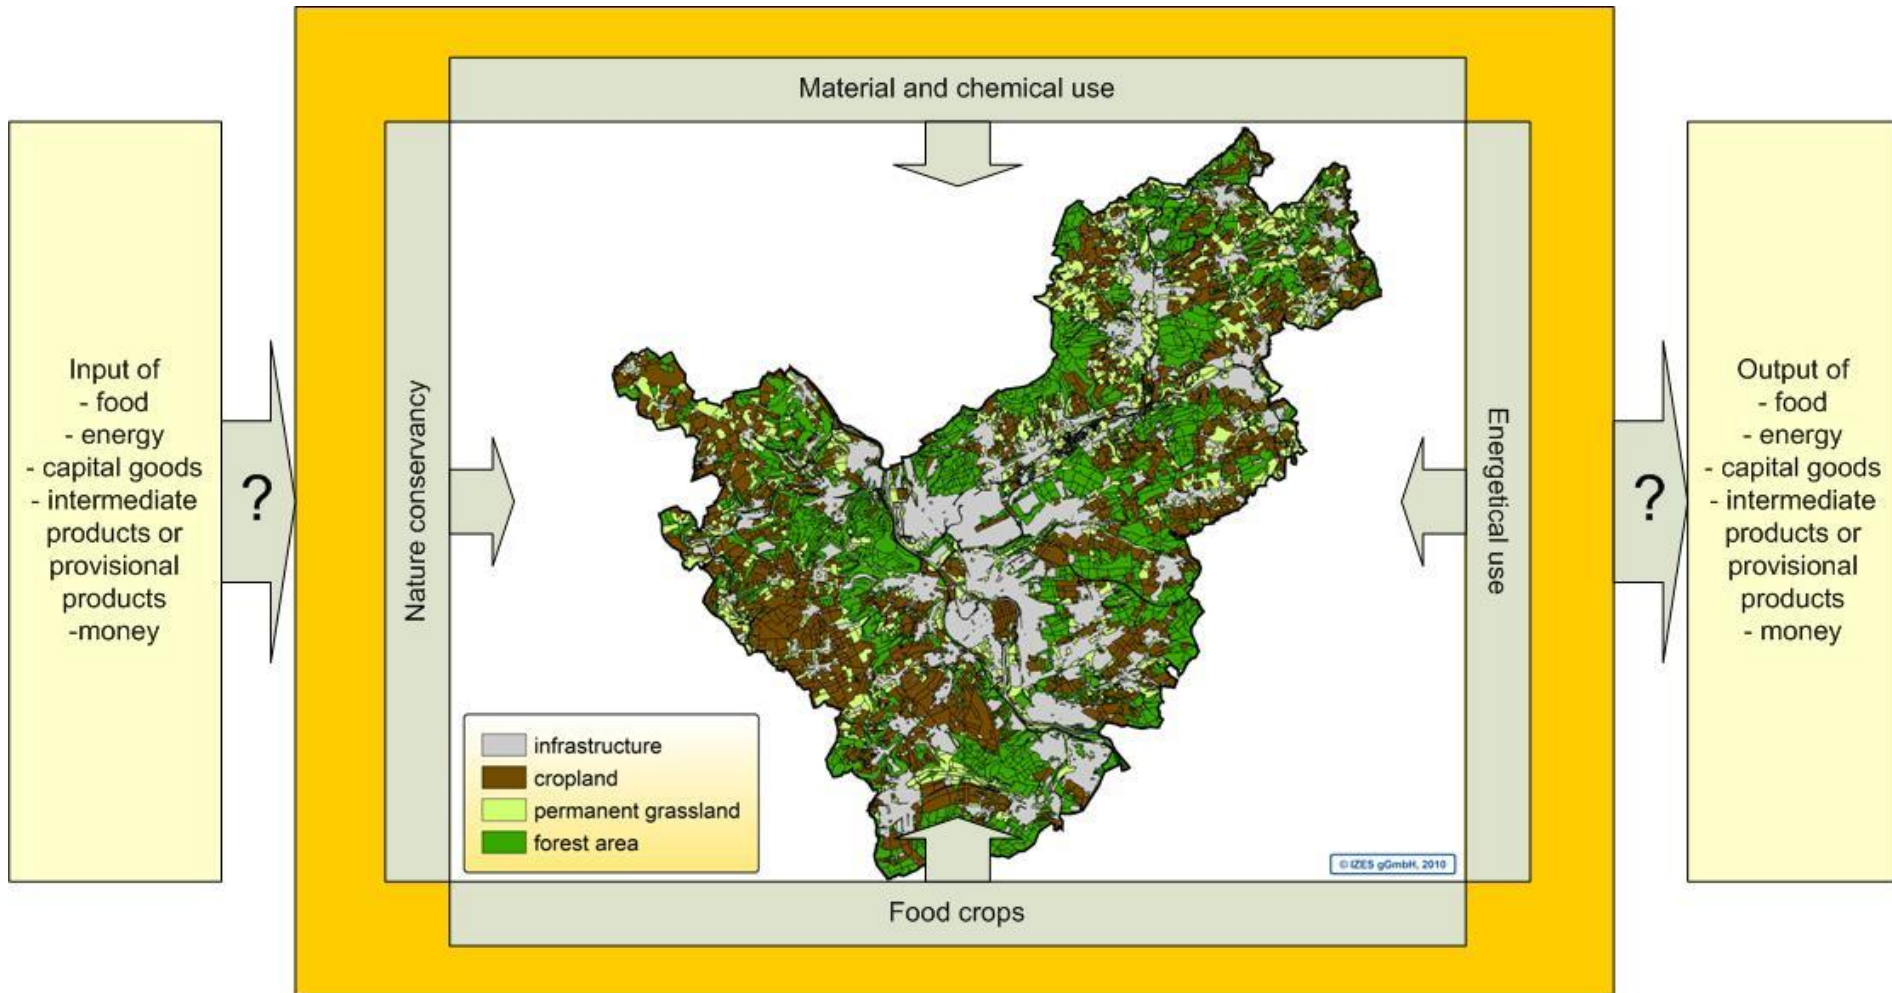 Material and chemical use
Input of
- food
- energy
- capital goods
- intermediate
products or
provisional
products
-money
?
Nature conservancy
Energetical use
?
Output of
- food
- energy
- capital goods
- intermediate
products or
provisional
products
- money
infrastructure
cropland
permanent grassland
forest area
© IZES gGmbH, 2010
Food crops